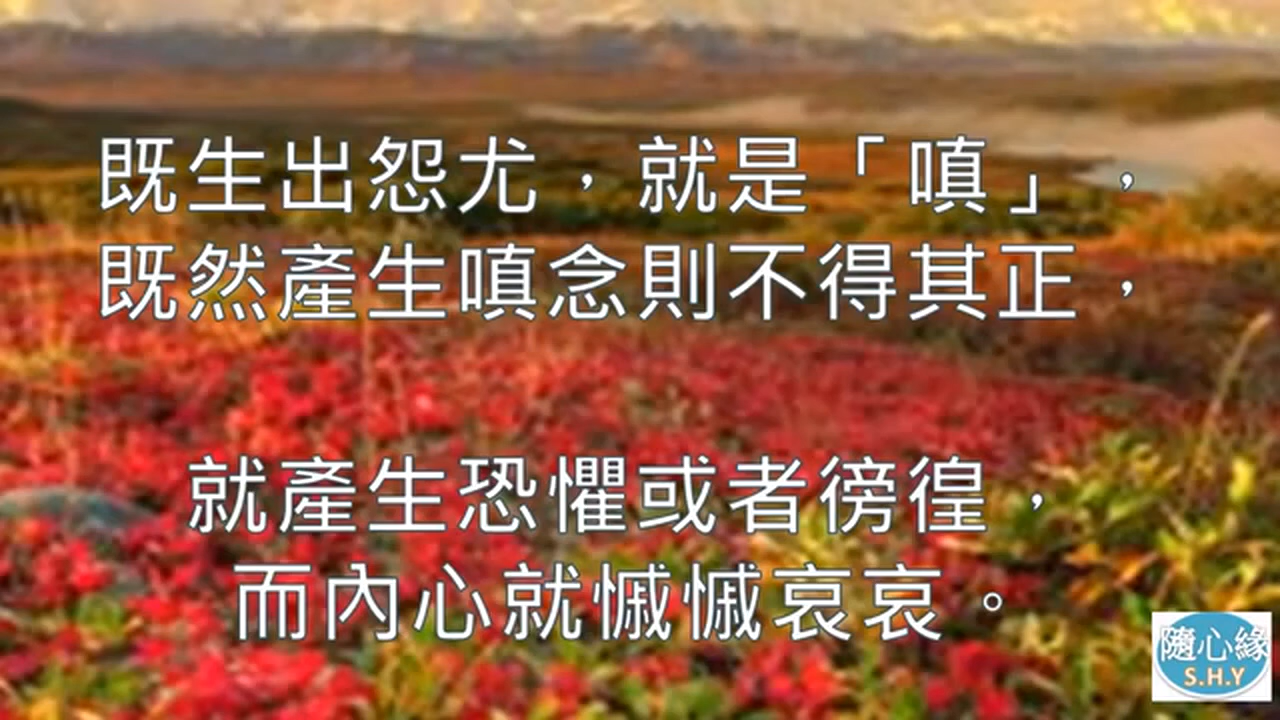 既生出怨尤，就是「嗔」，
既然產生嗔念則不得其正，
就產生恐懼或者徬徨，
而內心就慽慽哀哀。
隨心緣
S.H.Y